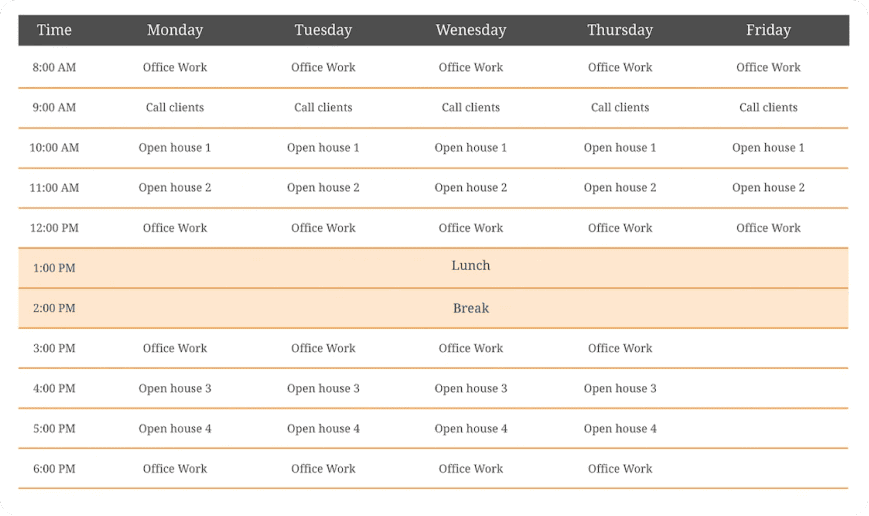 Time Monday Tuesday Wenesday Thursday Friday
8:00 AM Office Work Office Work Office Work Office Work Office Work
9:00 AM Call clients Call clients Call clients Call clients Call clients
10:00 AM Open house 1 Open house 1 Open house 1 Open house 1 Open house 1
11:00 AM Open house 2 Open house 2 Open house 2 Open house 2 Open house 2
12:00 PM Office Work Office Work Office Work Office Work Office Work
1:00 PM Lunch
2:00 PM Break
3:00 PM Office Work Office Work Office Work Office Work
4:00 PM Open house 3 Open house 3 Open house 3 Open house 3
5:00 PM Open house 4 Open house 4 Open house 4 Open house 4
6:00 PM Office Work Office Work Office Work Office Work